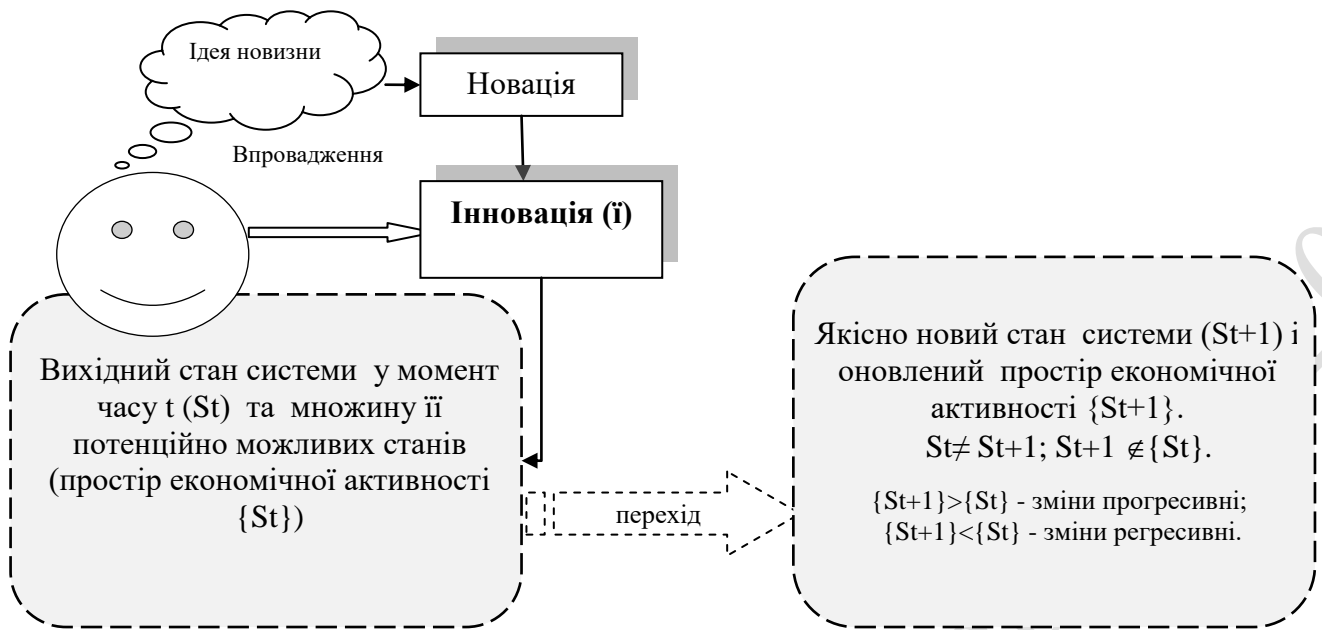 Ідея новизни
Новація
Впровадження
Інновація (ї)
Вихідний стан системи у момент
часу t (St) та множину її
потенційно можливих станів
(простір економічної активності
{St})
перехід
Якісно новий стан системи (St+1) і
оновлений простір економічної
активності {St+1}.
St≠ St+1; St+1 ∉{St}.
{St+1}>{St} - зміни прогресивні;
{St+1}<{St} - зміни регресивні.